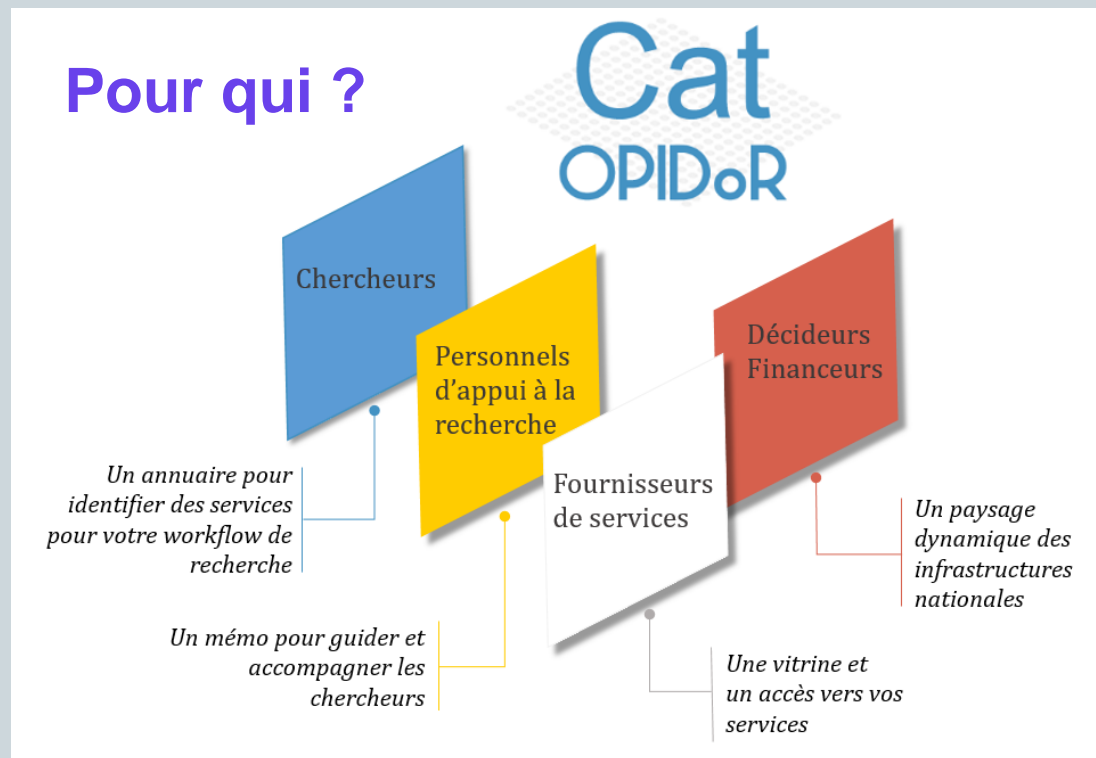 Pour qui ?
Cat
OPIDoR
Chercheurs
Personnels
d'appui à la
recherche
Fournisseurs
de services
Décideurs
Financeurs
Un annuaire pour
identifier des services
pour votre workflow de
recherche
Un mémo pour guider et
accompagner les
chercheurs
Une vitrine et
un accès vers vos
services
Un paysage
dynamique des
infrastructures
nationales